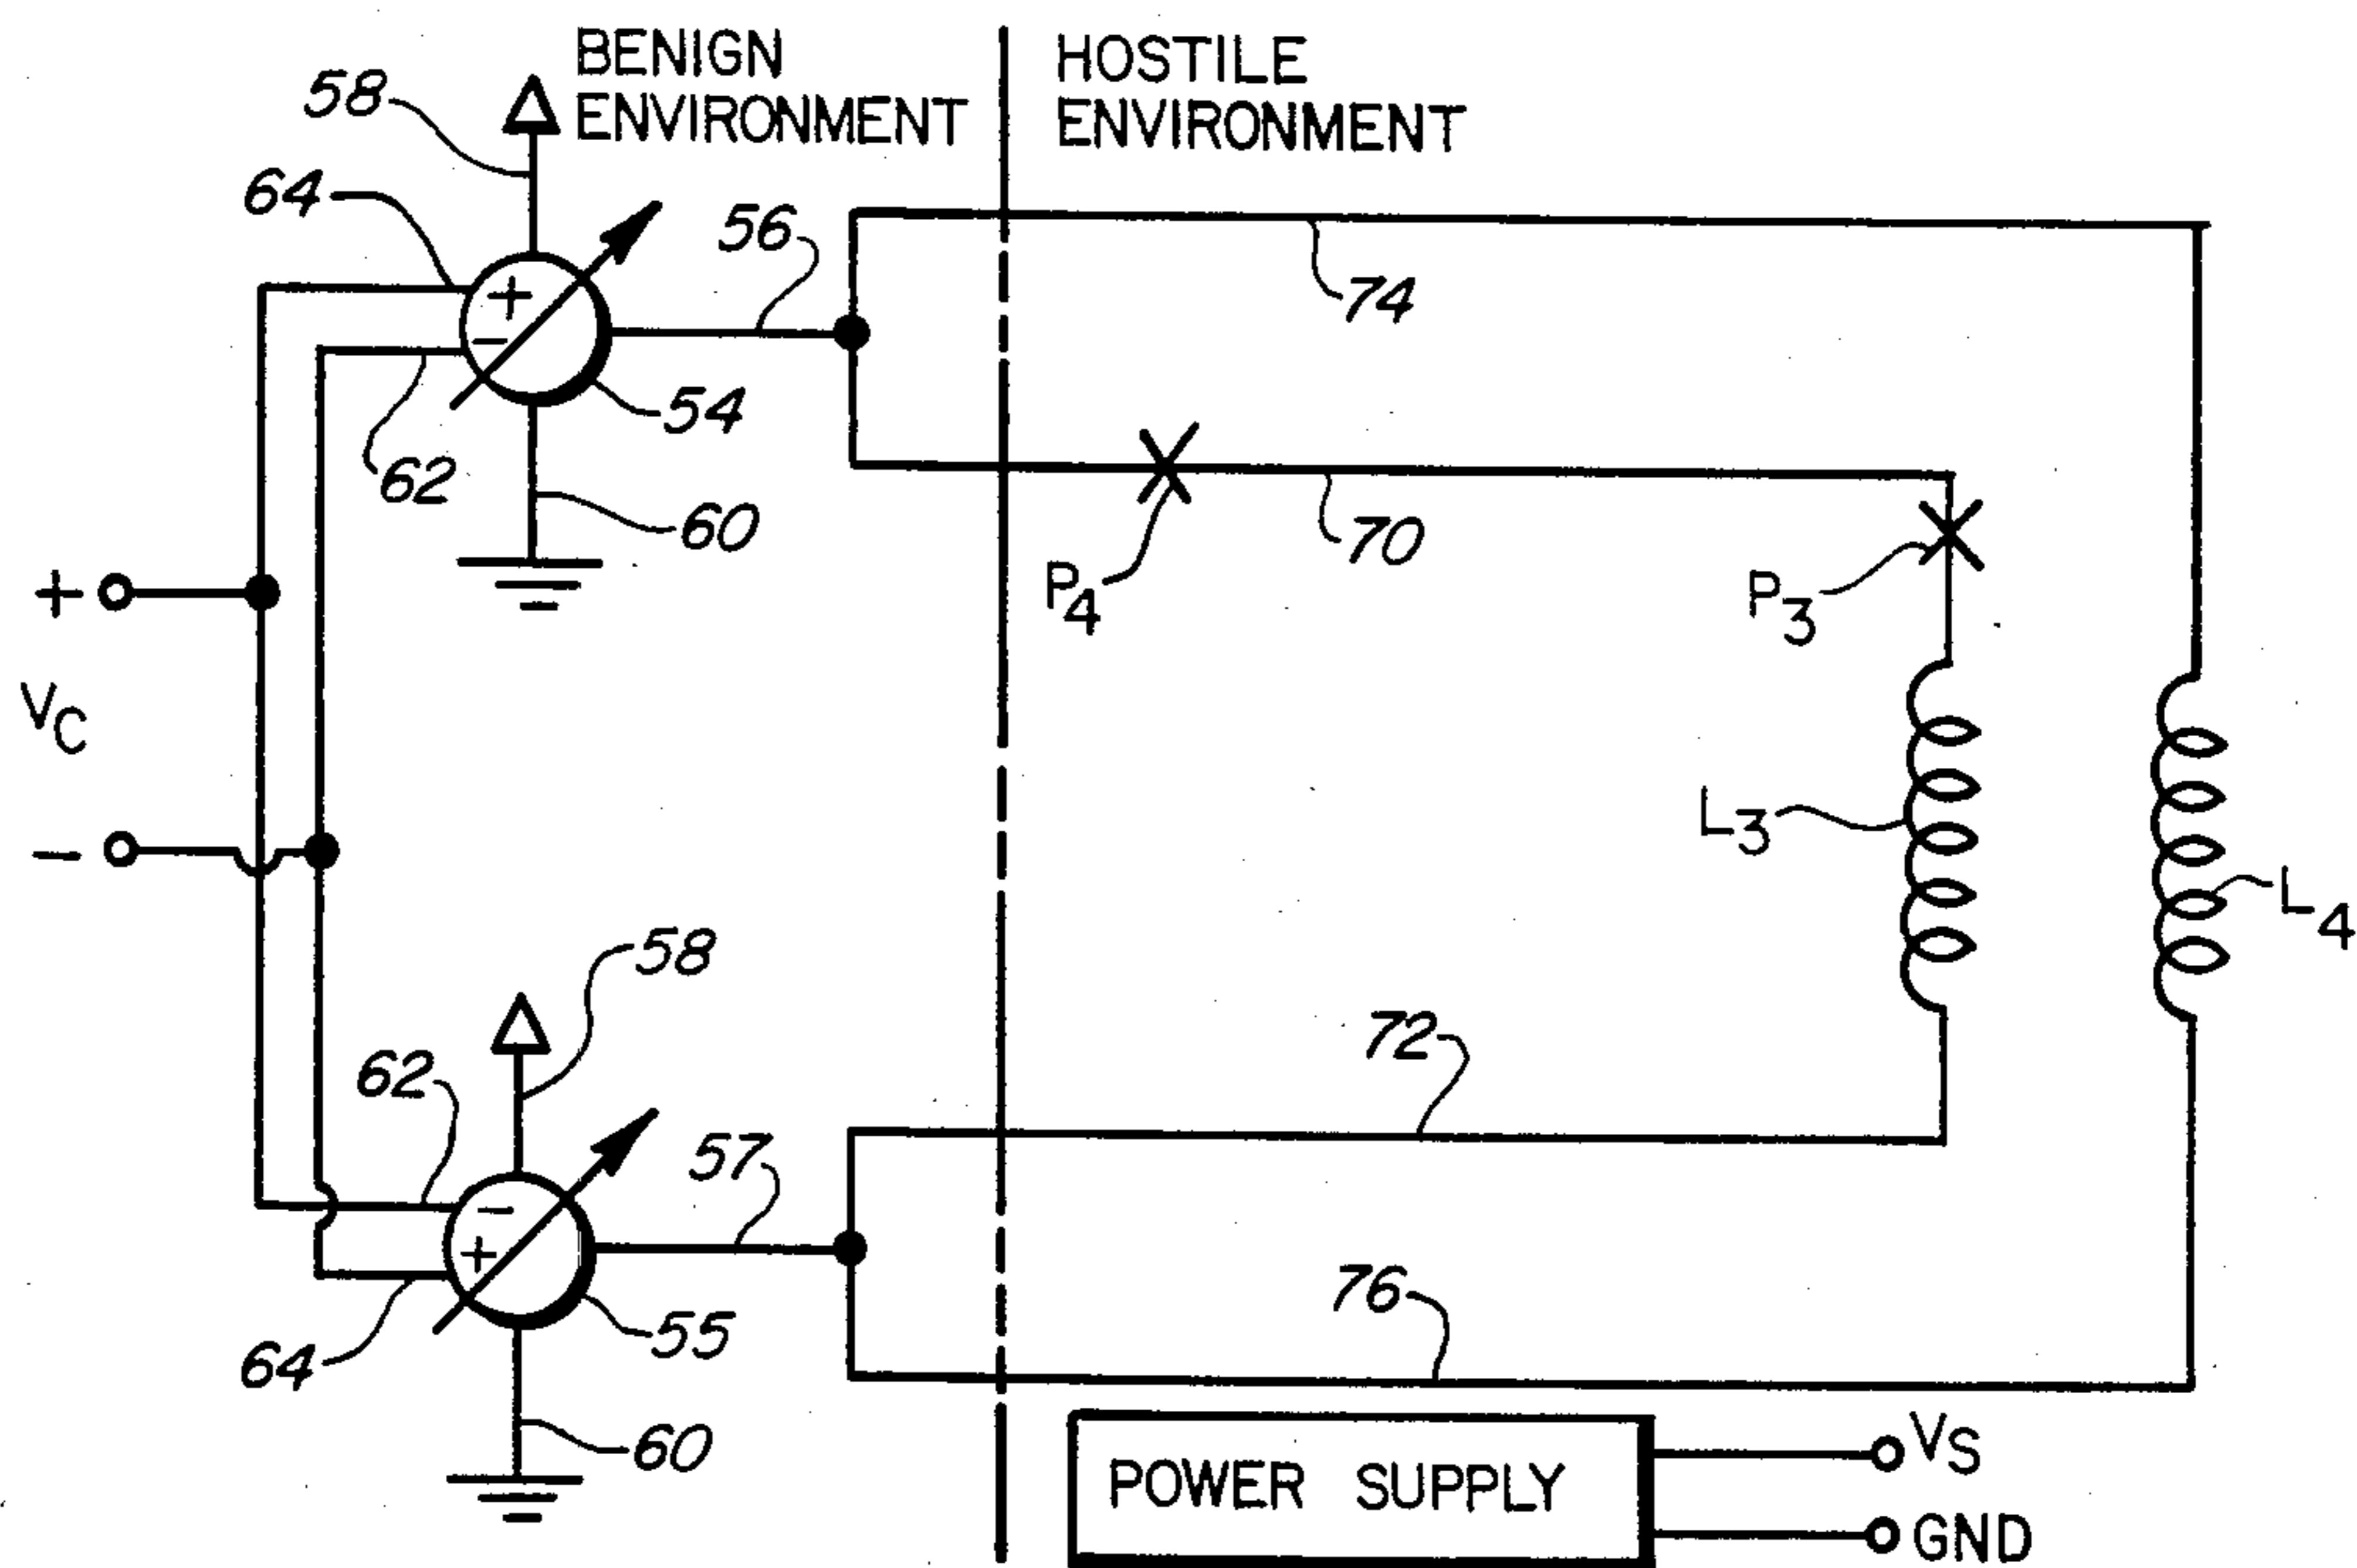 BENIGN
ENVIRONMENT
HOSTILE
ENVIRONMENT
58
64
56
74
54
62
60
70
P4
P3
+
VC
-
+
-
L3
L4
58
72
62
57
-
+
76
55
64
60
POWER SUPPLY
VS
GND